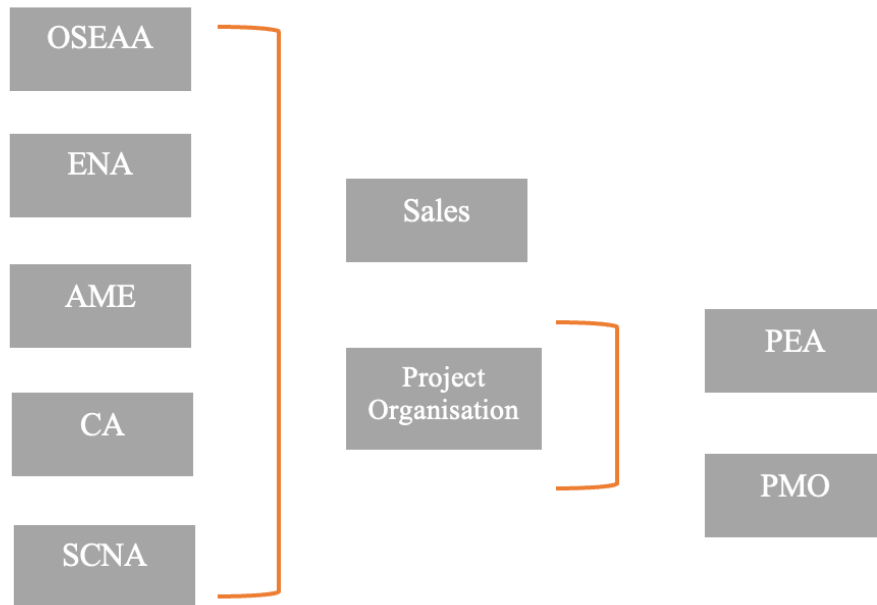 OSEAA
ENA
AME
CA
SCNA
Sales
Project
Organisation
PEA
PMO